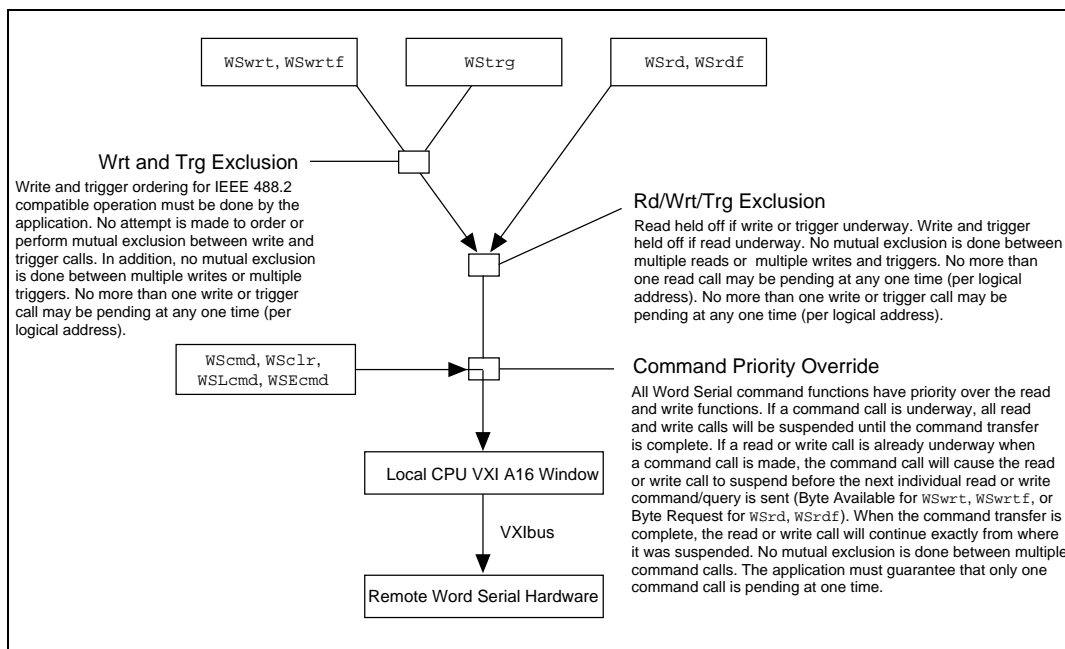 WSwrt, WSwrtf
WStrg
WSrd, WSrdf
Wrt and Trg Exclusion
Write and trigger ordering for IEEE 488.2
compatible operation must be done by the
application. No attempt is made to order or
perform mutual exclusion between write and
trigger calls. In addition, no mutual exclusion
is done between multiple writes or multiple
triggers. No more than one write or trigger
call may be pending at any one time (per
logical address).
Rd/Wrt/Trg Exclusion
Read held off if write or trigger underway. Write and trigger
held off if read underway. No mutual exclusion is done between
multiple reads or multiple writes and triggers. No more than
one read call may be pending at any one time (per logical
address). No more than one write or trigger call may be
pending at any one time (per logical address).
WScmd, WSclr,
WSLcmd, WSEcmd
Command Priority Override
All Word Serial command functions have priority over the read
and write functions. If a command call is underway, all read
and write calls will be suspended until the command transfer
is complete. If a read or write call is already underway when
a command call is made, the command call will cause the read
or write call to suspend before the next individual read or write
command/query is sent (Byte Available for WSwrt, WSwrtf, or
Byte Request for WSrd, WSrdf). When the command transfer is
complete, the read or write call will continue exactly from where
it was suspended. No mutual exclusion is done between multiple
command calls. The application must guarantee that only one
command call is pending at one time.
Local CPU VXI A16 Window
VXIbus
Remote Word Serial Hardware